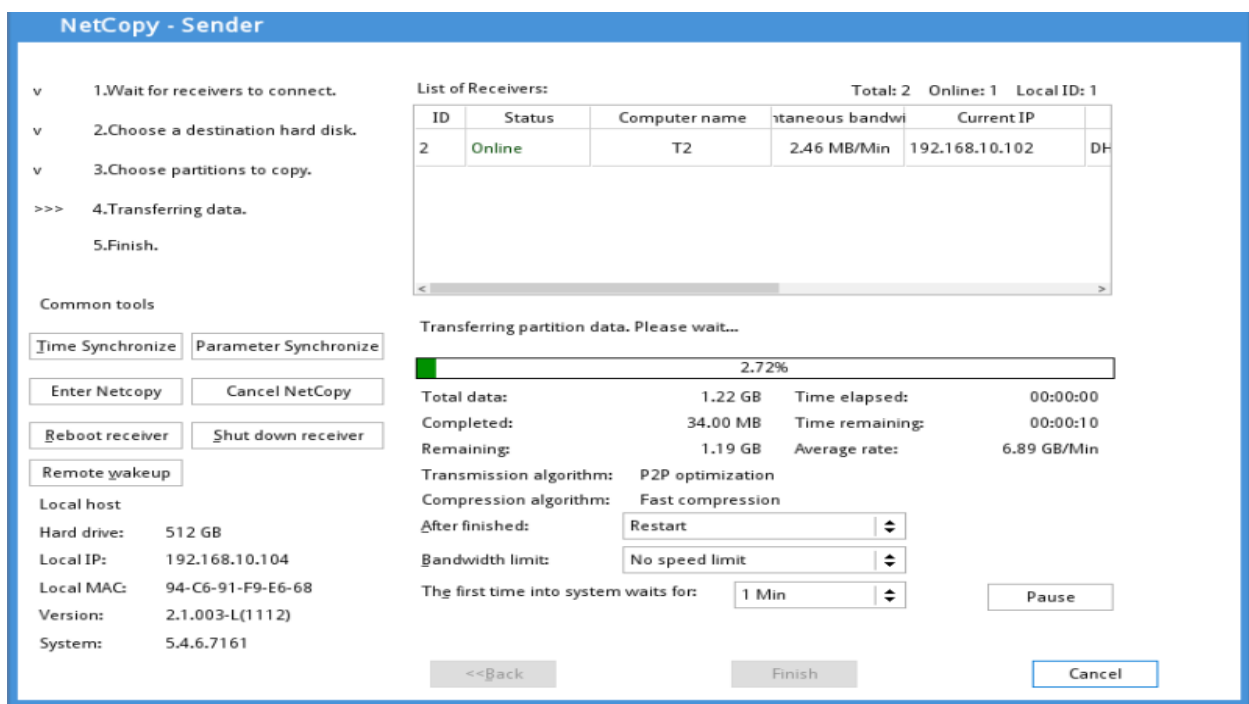 NetCopy - Sender
v 1.Wait for receivers to connect.
v 2.Choose a destination hard disk.
v 3.Choose partitions to copy.
>>> 4.Transferring data.
5.Finish.
Common tools
Time Synchronize Parameter Synchronize
Enter Netcopy Cancel NetCopy
Reboot receiver Shut down receiver
Remote wakeup
Local host
Hard drive: 512 GB
Local IP: 192.168.10.104
Local MAC: 94-C6-91-F9-E6-68
Version: 2.1.003-L(1112)
System: 5.4.6.7161
List of Receivers: Total: 2 Online: 1 Local ID: 1
ID Status Computer name ntaneous bandwi Current IP
2 Online T2 2.46 MB/Min 192.168.10.102 DH
< >
Transferring partition data. Please wait...
2.72%
Total data: 1.22 GB Time elapsed: 00:00:00
Completed: 34.00 MB Time remaining: 00:00:10
Remaining: 1.19 GB Average rate: 6.89 GB/Min
Transmission algorithm: P2P optimization
Compression algorithm: Fast compression
After finished: Restart
Bandwidth limit: No speed limit
The first time into system waits for: 1 Min Pause
<<Back Finish Cancel